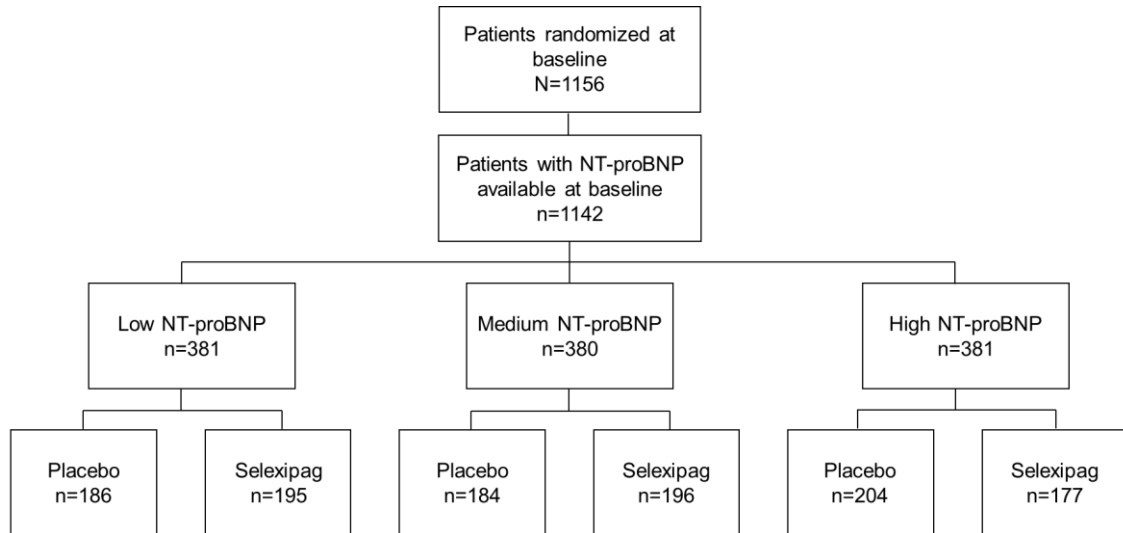 Patients randomized at
baseline
N=1156
Patients with NT-proBNP
available at baseline
n=1142
Low NT-proBNP
n=381
Medium NT-proBNP
n=380
High NT-proBNP
n=381
Placebo
n=186
Selexipag
n=195
Placebo
n=184
Selexipag
n=196
Placebo
n=204
Selexipag
n=177